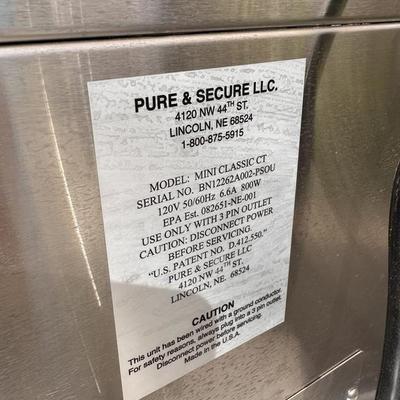 PURE & SECURE LLC.
4120 NW 44TH ST.
LINCOLN, NE 68524
1-800-875-5915
MODEL: MINI CLASSIC CT
SERIAL NO. BN12262A002-PSOU
120V 50/60Hz 6.6A 800W
EPA Est. 082651-NE-001
USE ONLY WITH 3 PIN OUTLET
CAUTION: DISCONNECT POWER
BEFORE SERVICING.
"U.S. PATENT NO. D.412,550."
PURE & SECURE LLC
4120 NW 44TH ST.
LINCOLN, NE. 68524
CAUTION
This unit has been wired with a ground conductor.
For safety reasons, always plug into a 3 pin outlet.
Disconnect power before servicing.
Made in the U.S.A.